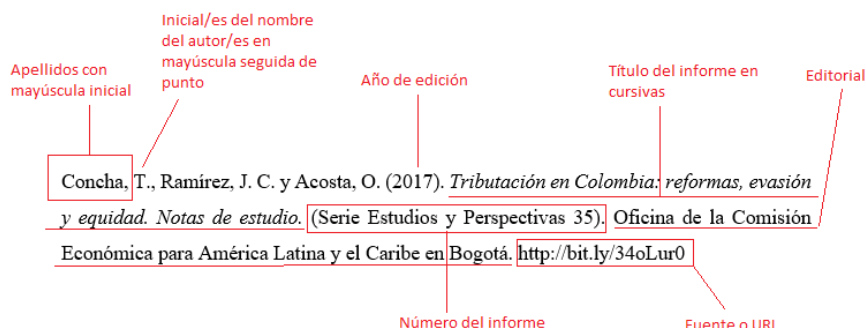 Inicial/es del nombre
del autor/es en
mayúscula seguida de
punto
Apellidos con
mayúscula inicial
Año de edición
Título del informe en
cursivas
Editorial
Concha, T., Ramírez, J. C. y Acosta, O. (2017). Tributación en Colombia: reformas, evasión
y equidad. Notas de estudio. (Serie Estudios y Perspectivas 35). Oficina de la Comisión
Económica para América Latina y el Caribe en Bogotá. http://bit.ly/34oLur0
Número del informe
Fuente o URL